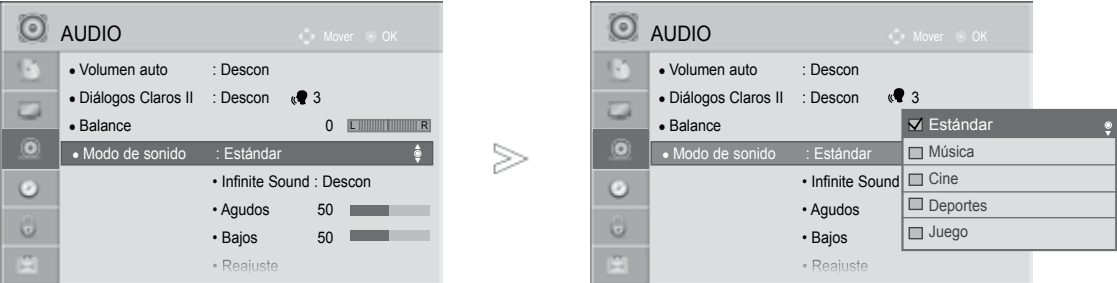 AUDIO Mover OK
• Volumen auto : Descon
• Diálogos Claros II : Descon 3
• Balance 0 L R
• Modo de sonido : Estándar
• Infinite Sound : Descon
• Agudos 50
• Bajos 50
• Reajuste
AUDIO Mover OK
• Volumen auto : Descon
• Diálogos Claros II : Descon 3
• Balance
• Modo de sonido : Estándar
• Infinite Sound
• Agudos
• Bajos
• Reajuste
Estándar
Música
Cine
Deportes
Juego